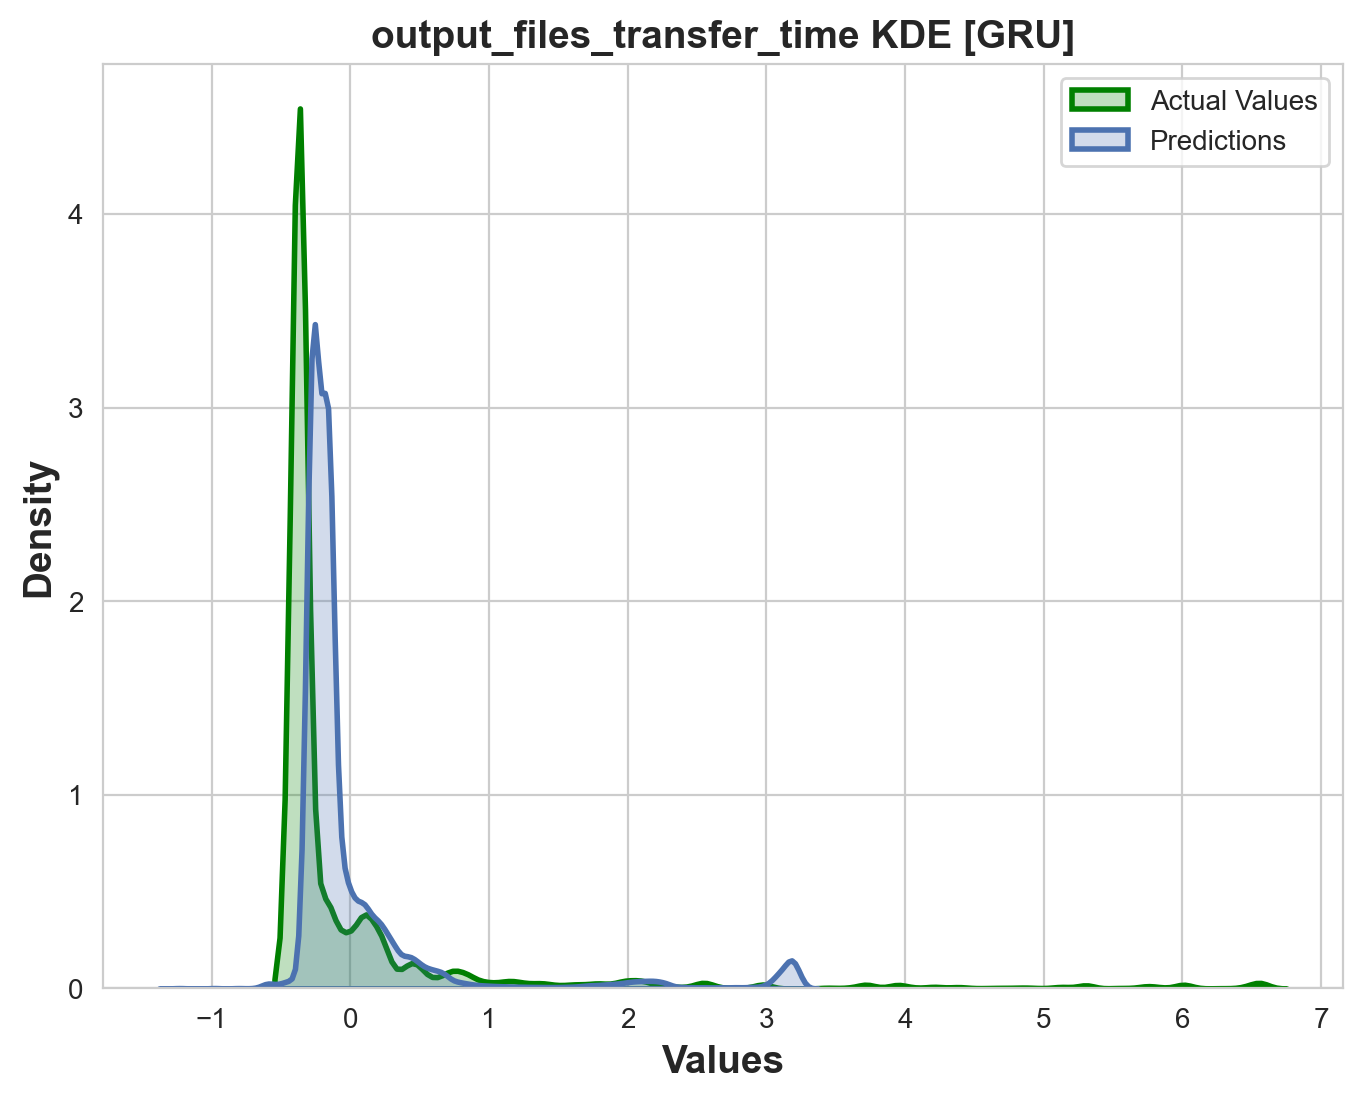 output_files_transfer_time KDE [GRU]
Actual Values
Predictions
Density
4
3
2
1
0
−1
0
1
2
3
4
5
6
7
Values